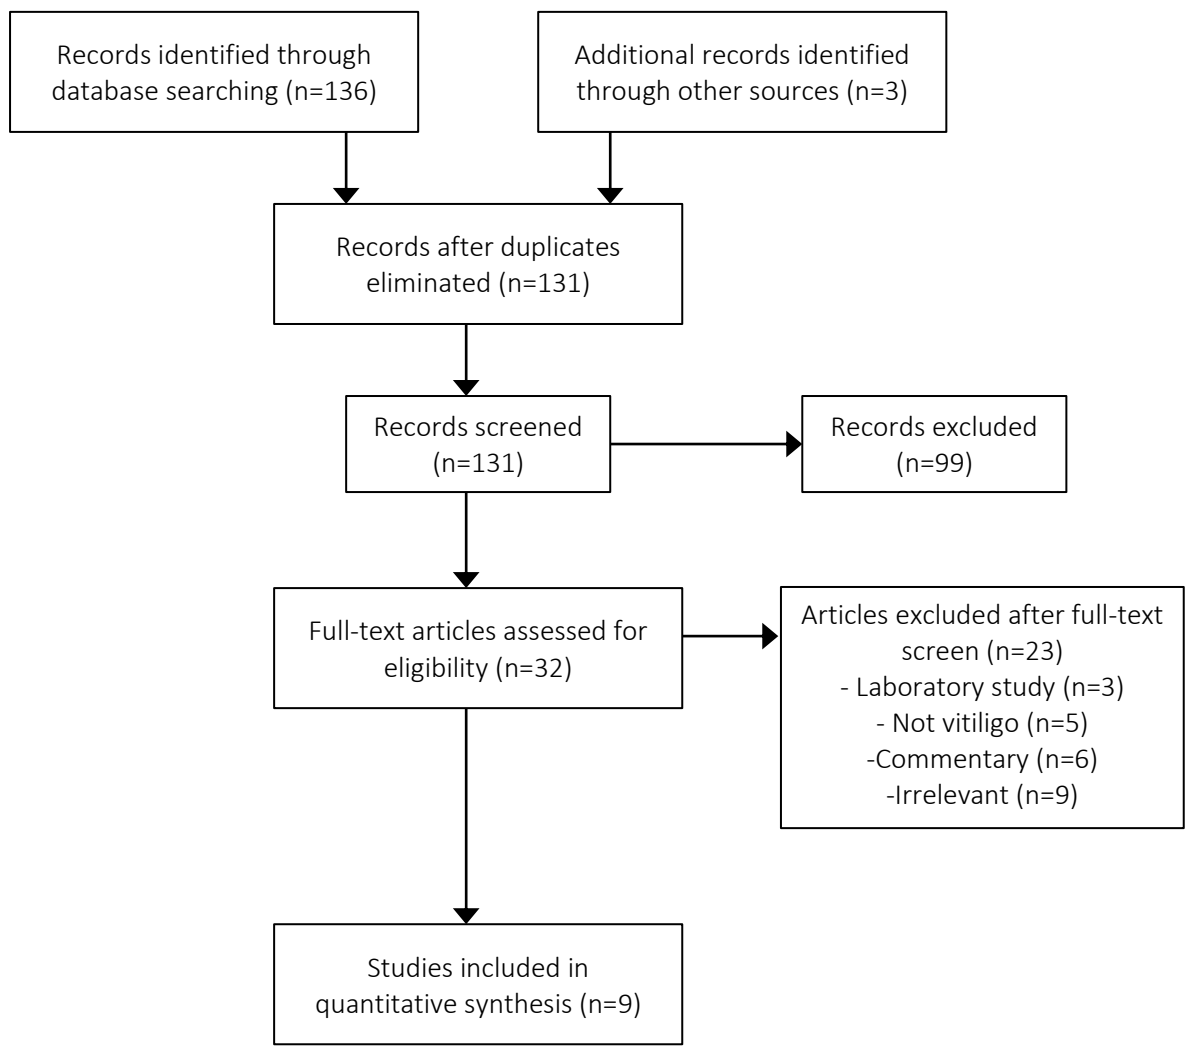 Records identified through
database searching (n=136)
Additional records identified
through other sources (n=3)
Records after duplicates
eliminated (n=131)
Records screened
(n=131)
Records excluded
(n=99)
Full-text articles assessed for
eligibility (n=32)
Articles excluded after full-text
screen (n=23)
- Laboratory study (n=3)
- Not vitiligo (n=5)
-Commentary (n=6)
-Irrelevant (n=9)
Studies included in
quantitative synthesis (n=9)